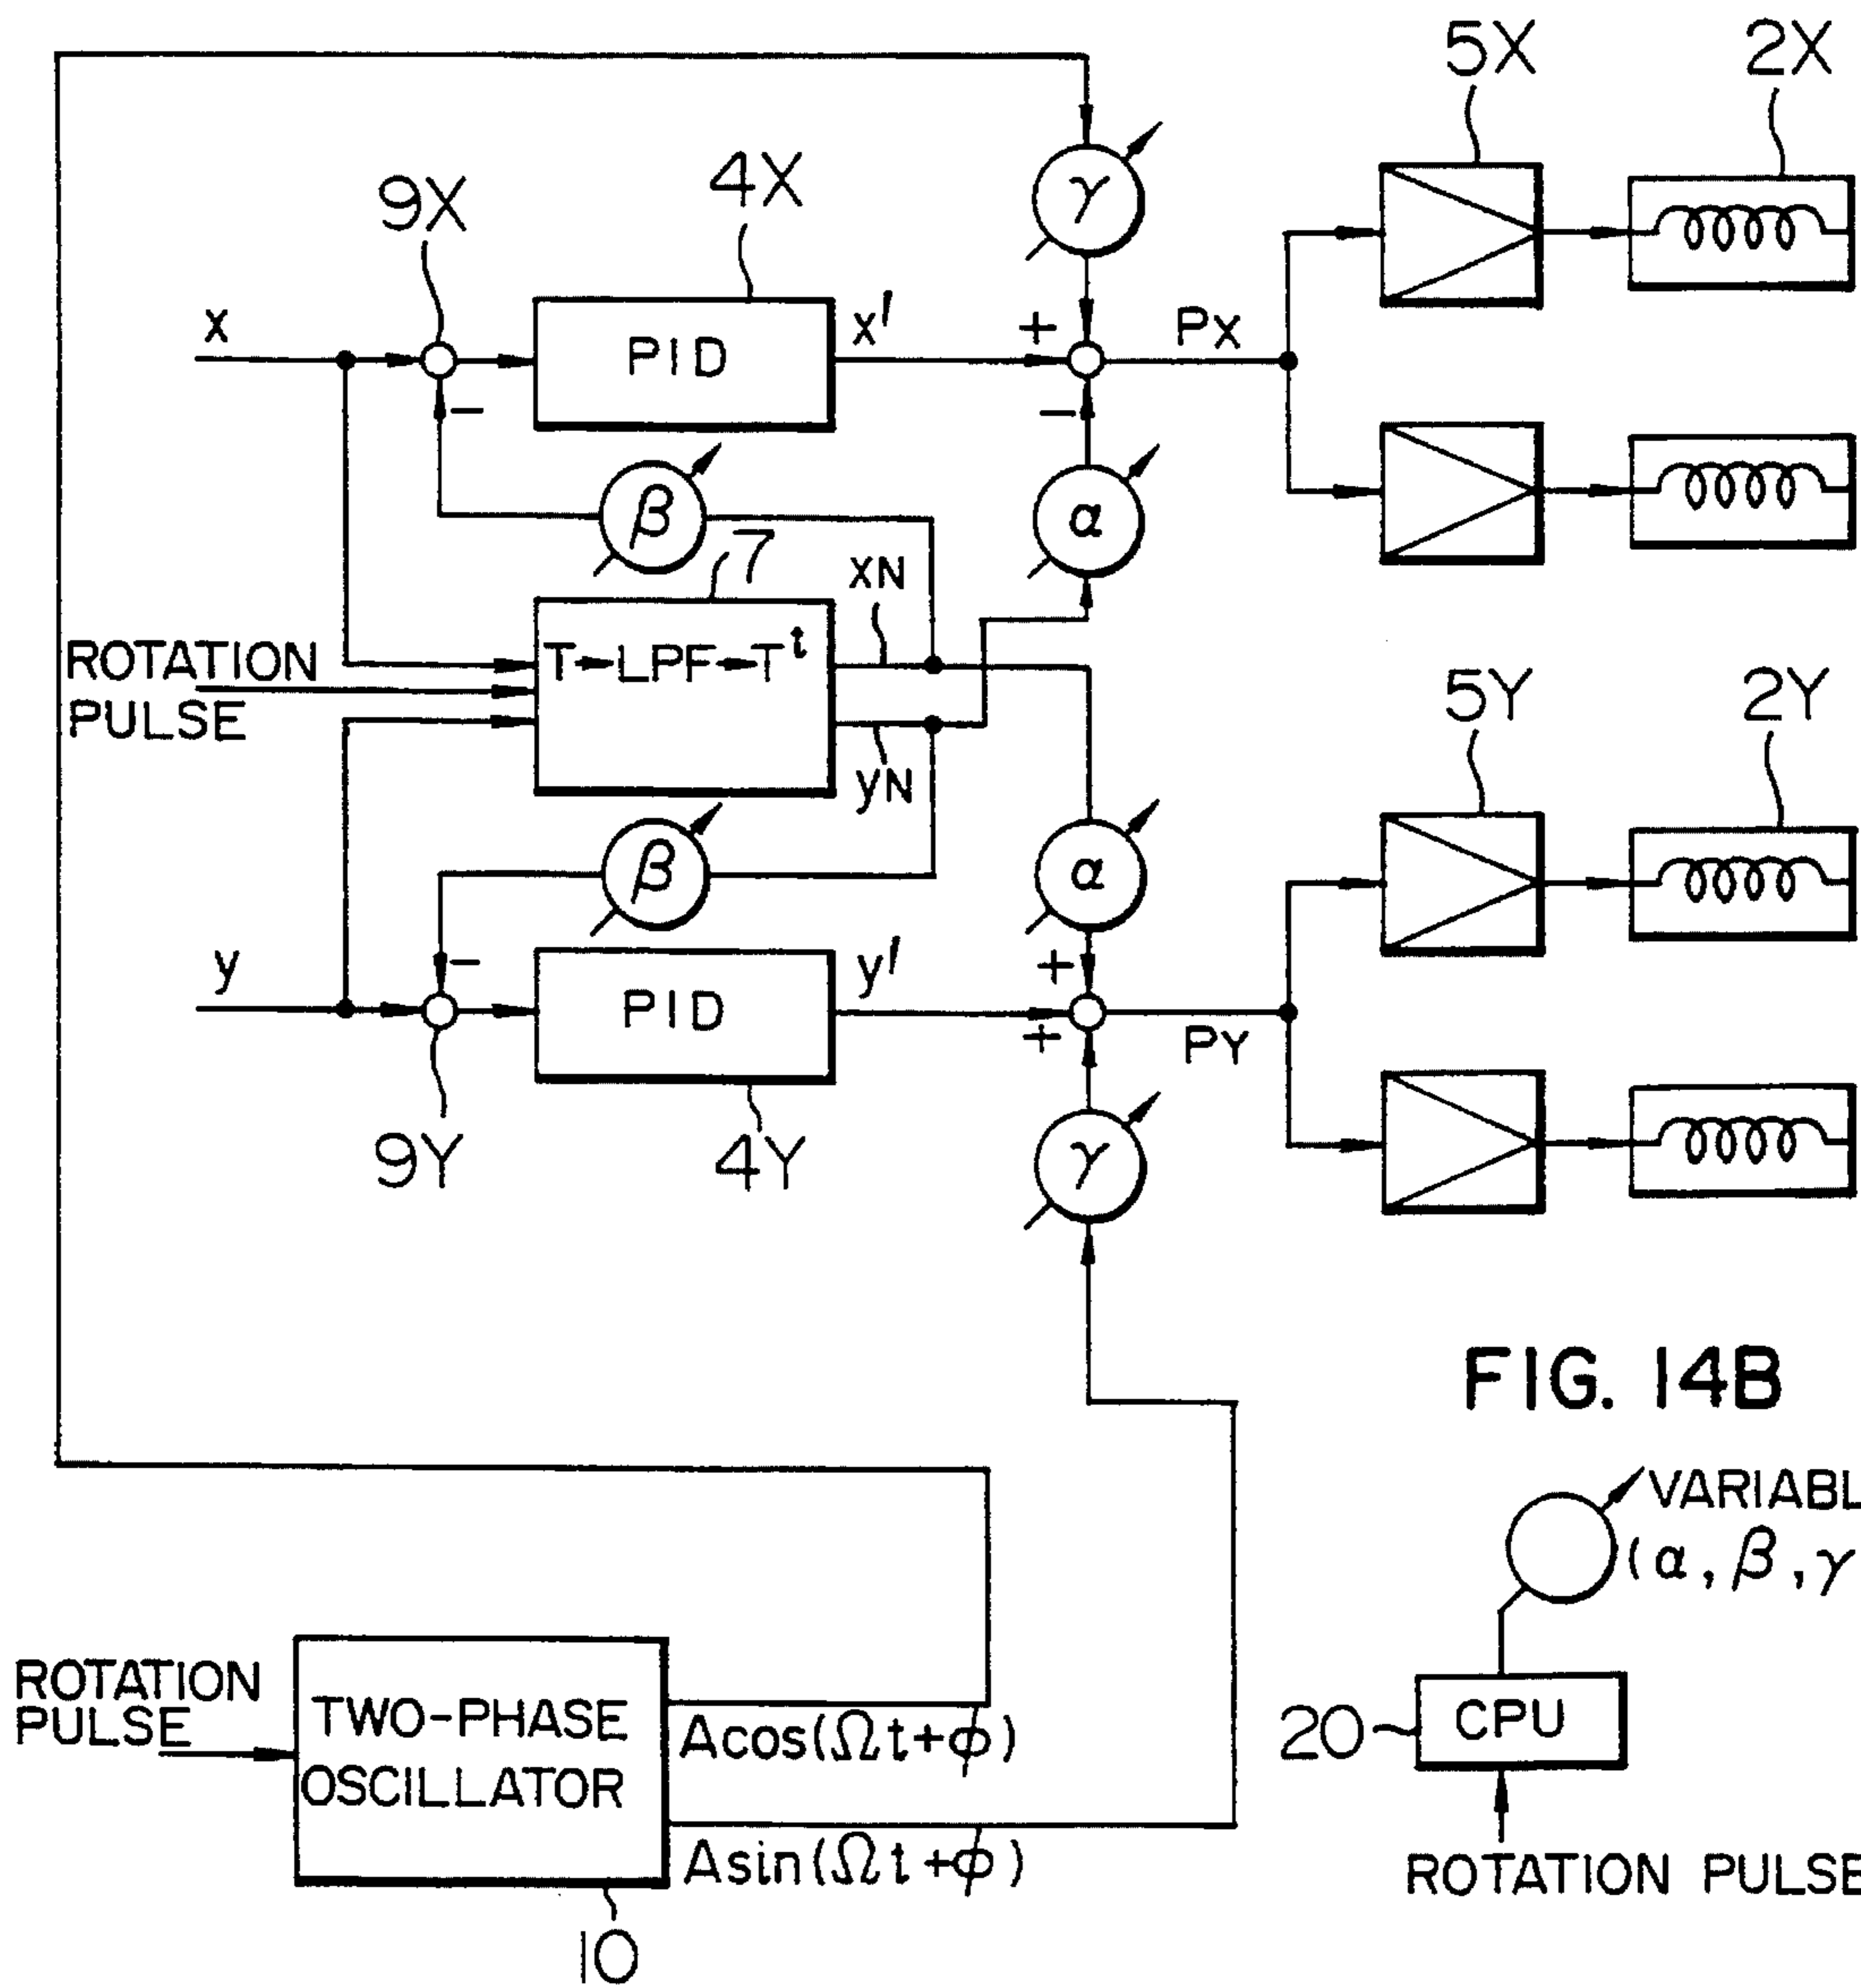 5X
2X
γ
9X
4X
x
PID
x'
+
PX
-
-
β
α
7
xN
ROTATION
PULSE
T→LPF→Tᵗ
yN
5Y
2Y
β
α
y
-
PID
y'
+
+
PY
9Y
4Y
γ
FIG. 14B
VARIABL
(α, β, γ
ROTATION
PULSE
TWO-PHASE
OSCILLATOR
Acos(Ωt+φ)
Asin(Ωt+φ)
10
20
CPU
ROTATION PULSE